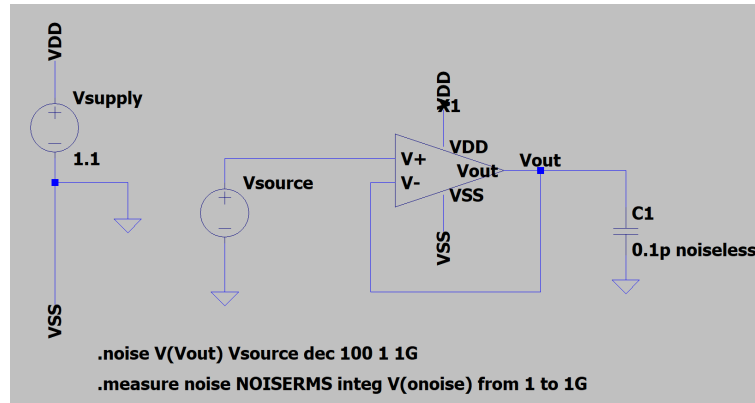 VDD
Vsupply
1.1
VSS
Vsource
VDD
X1
V+
V-
VDD
Vout
VSS
VSS
Vout
C1
0.1p noiseless
.noise V(Vout) Vsource dec 100 1 1G
.measure noise NOISERMS integ V(onoise) from 1 to 1G